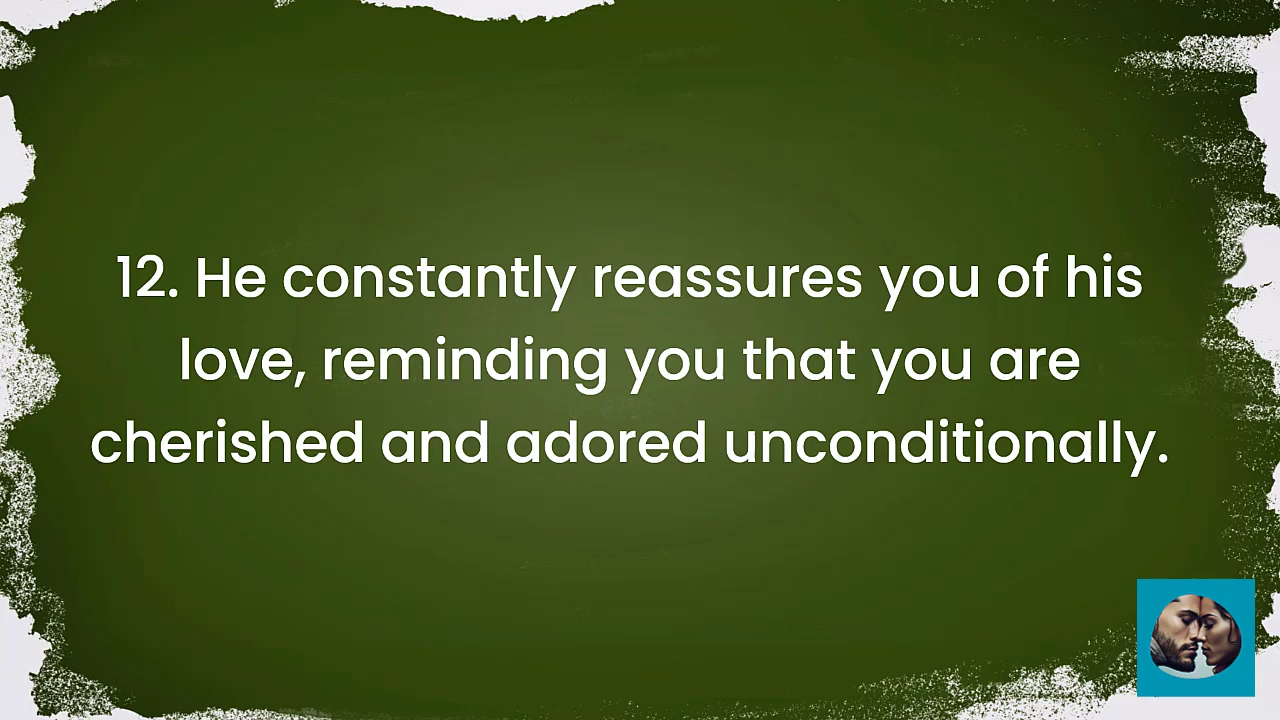 12. He constantly reassures you of his
love, reminding you that you are
cherished and adored unconditionally.